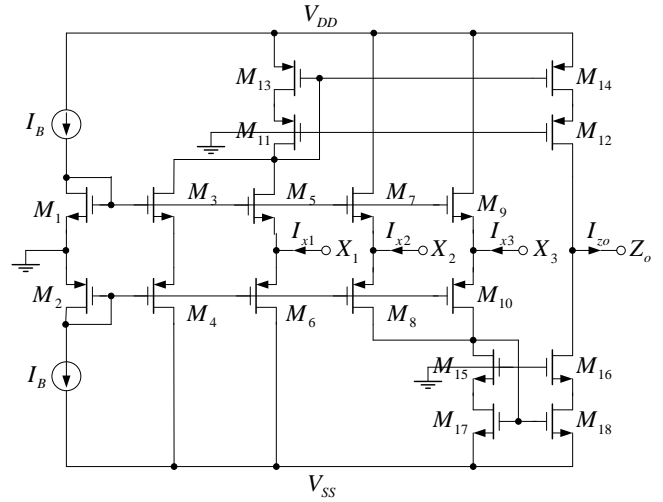 V_DD
M_13
M_14
I_B
M_11
M_12
M_1
M_3
M_5
M_7
M_9
I_x1
X_1
I_x2
X_2
I_x3
X_3
I_zo
Z_o
M_2
M_4
M_6
M_8
M_10
I_B
M_15
M_16
M_17
M_18
V_SS